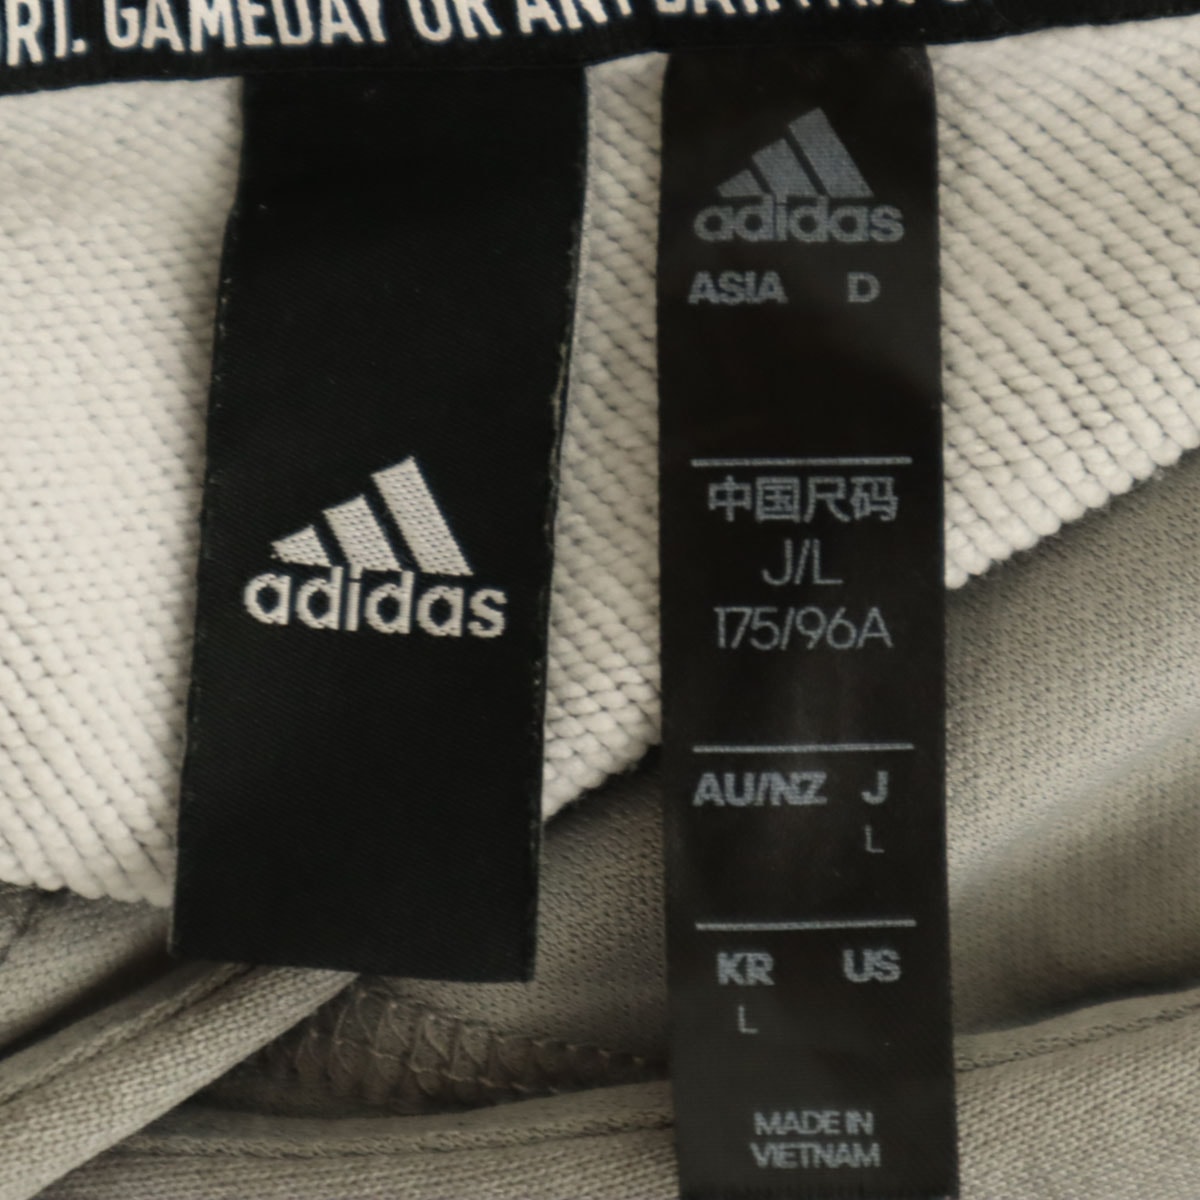 GAMEDAY OR ANY
adidas
adidas
ASIA D
中国尺码
J/L
175/96A
AU/NZ J
L
KR US
L
MADE IN
VIETNAM